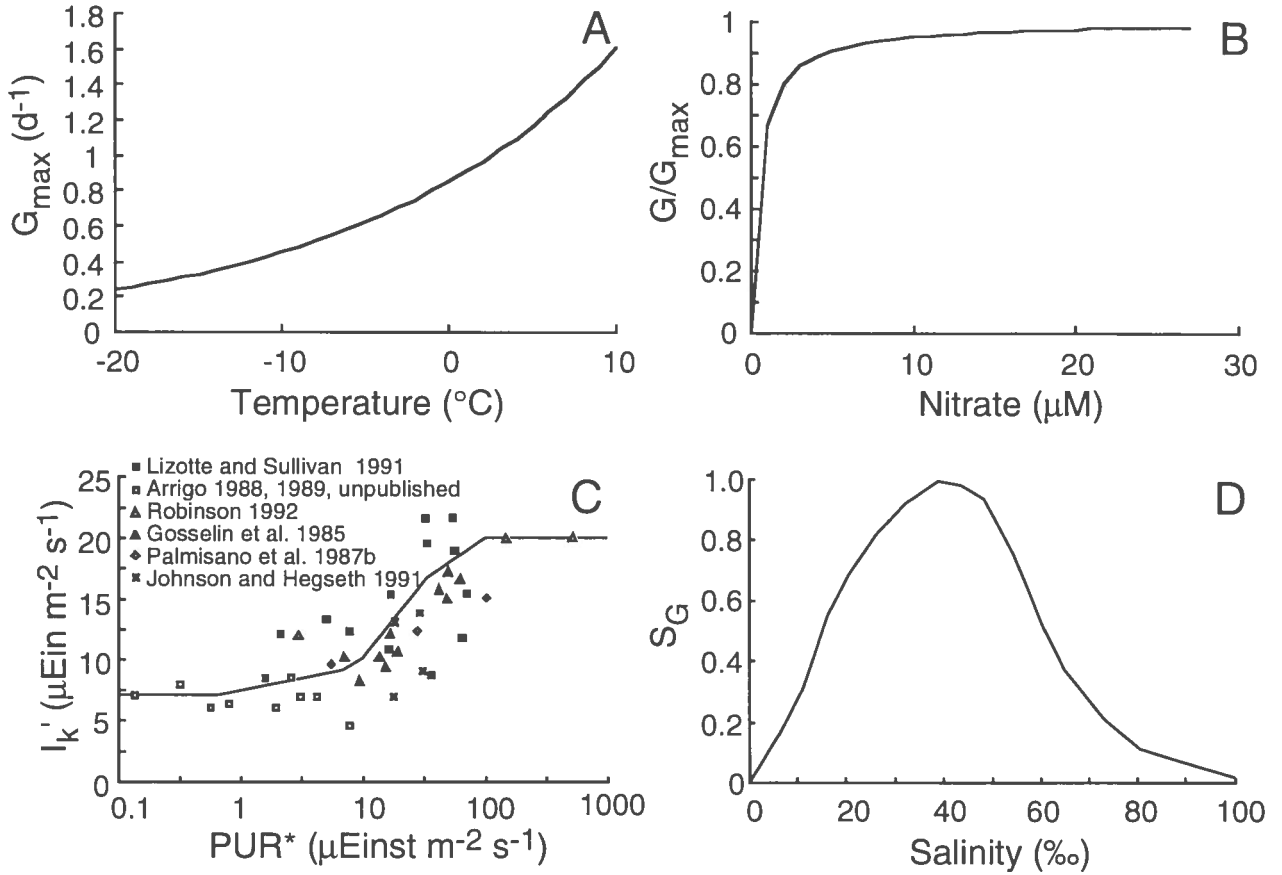 A
1.8
1.6
1.4
1.2
1
0.8
0.6
0.4
0.2
0
-20 -10 0 10
Temperature (°C)
Gmax (d-1)
B
1
0.8
0.6
0.4
0.2
0
0 10 20 30
Nitrate (μM)
G/Gmax
C
■ Lizotte and Sullivan 1991
Arrigo 1988, 1989, unpublished
Robinson 1992
Gosselin et al. 1985
Palmisano et al. 1987b
Johnson and Hegseth 1991
25
20
15
10
5
0
0.1 1 10 100 1000
PUR* (μEinst m-2 s-1)
Ik' (μEin m-2 s-1)
D
1.0
0.8
0.6
0.4
0.2
0
0 20 40 60 80 100
Salinity (‰)
SG